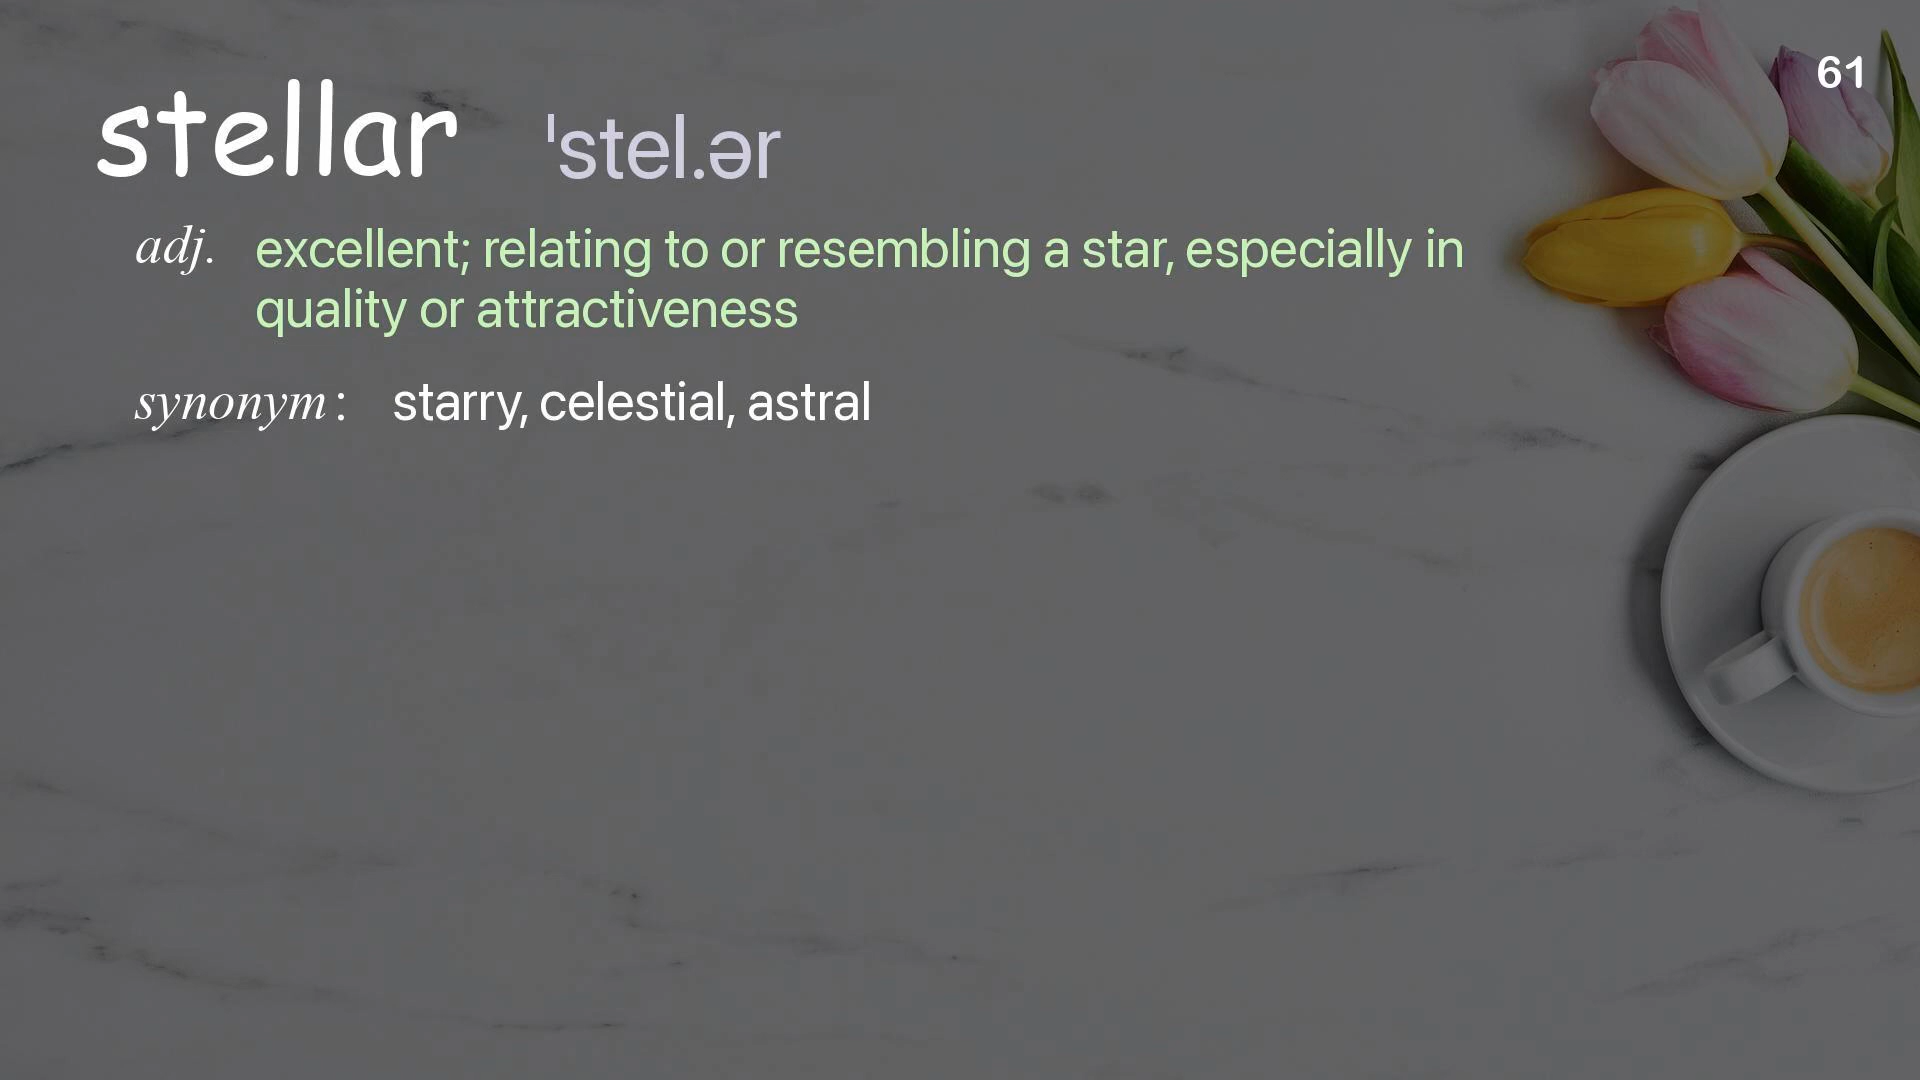 61
stellar ˈstel.ər
adj. excellent; relating to or resembling a star, especially in
quality or attractiveness
synonym: starry, celestial, astral